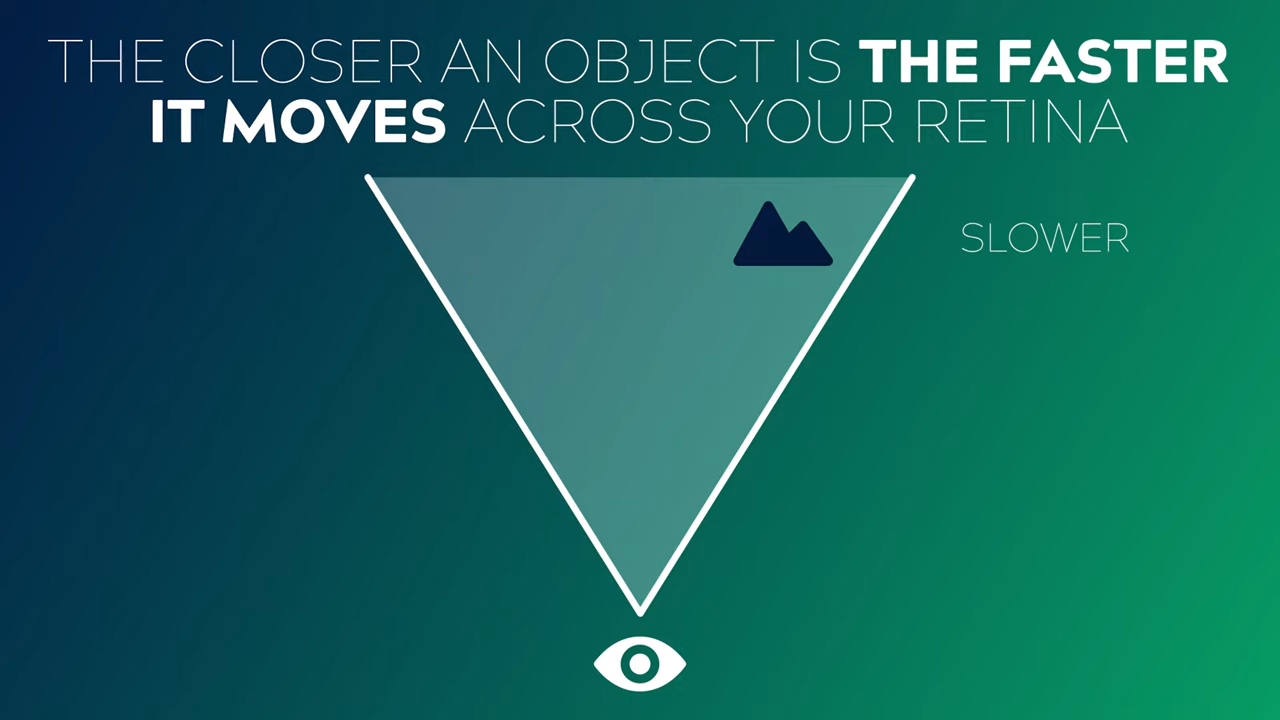 THE CLOSER AN OBJECT IS THE FASTER
IT MOVES ACROSS YOUR RETINA
SLOWER